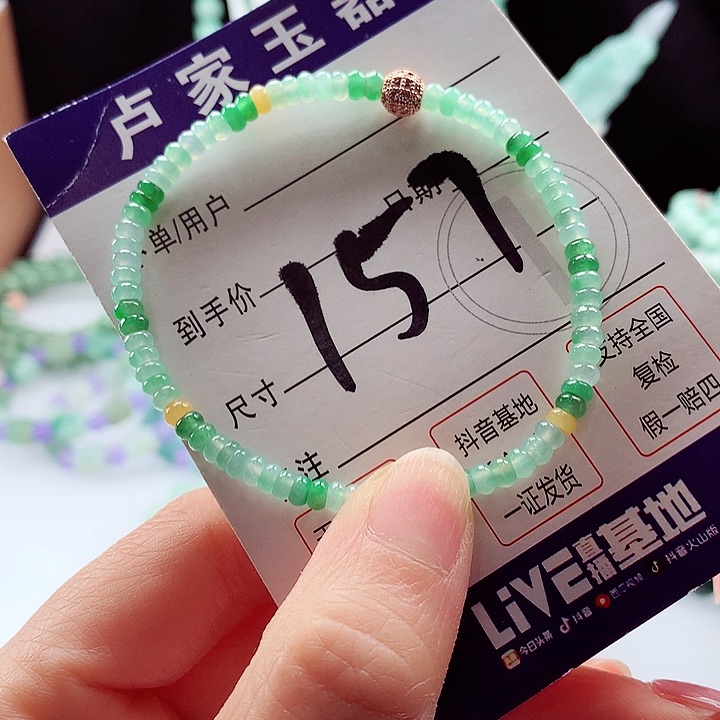 卢家玉器
单/用户
日期
157
到手价
尺寸
注
支持全国
复检
假一赔四
抖音基地
一证发货
LiVE直播基地
今日头条 抖音 西瓜视频 抖音火山版